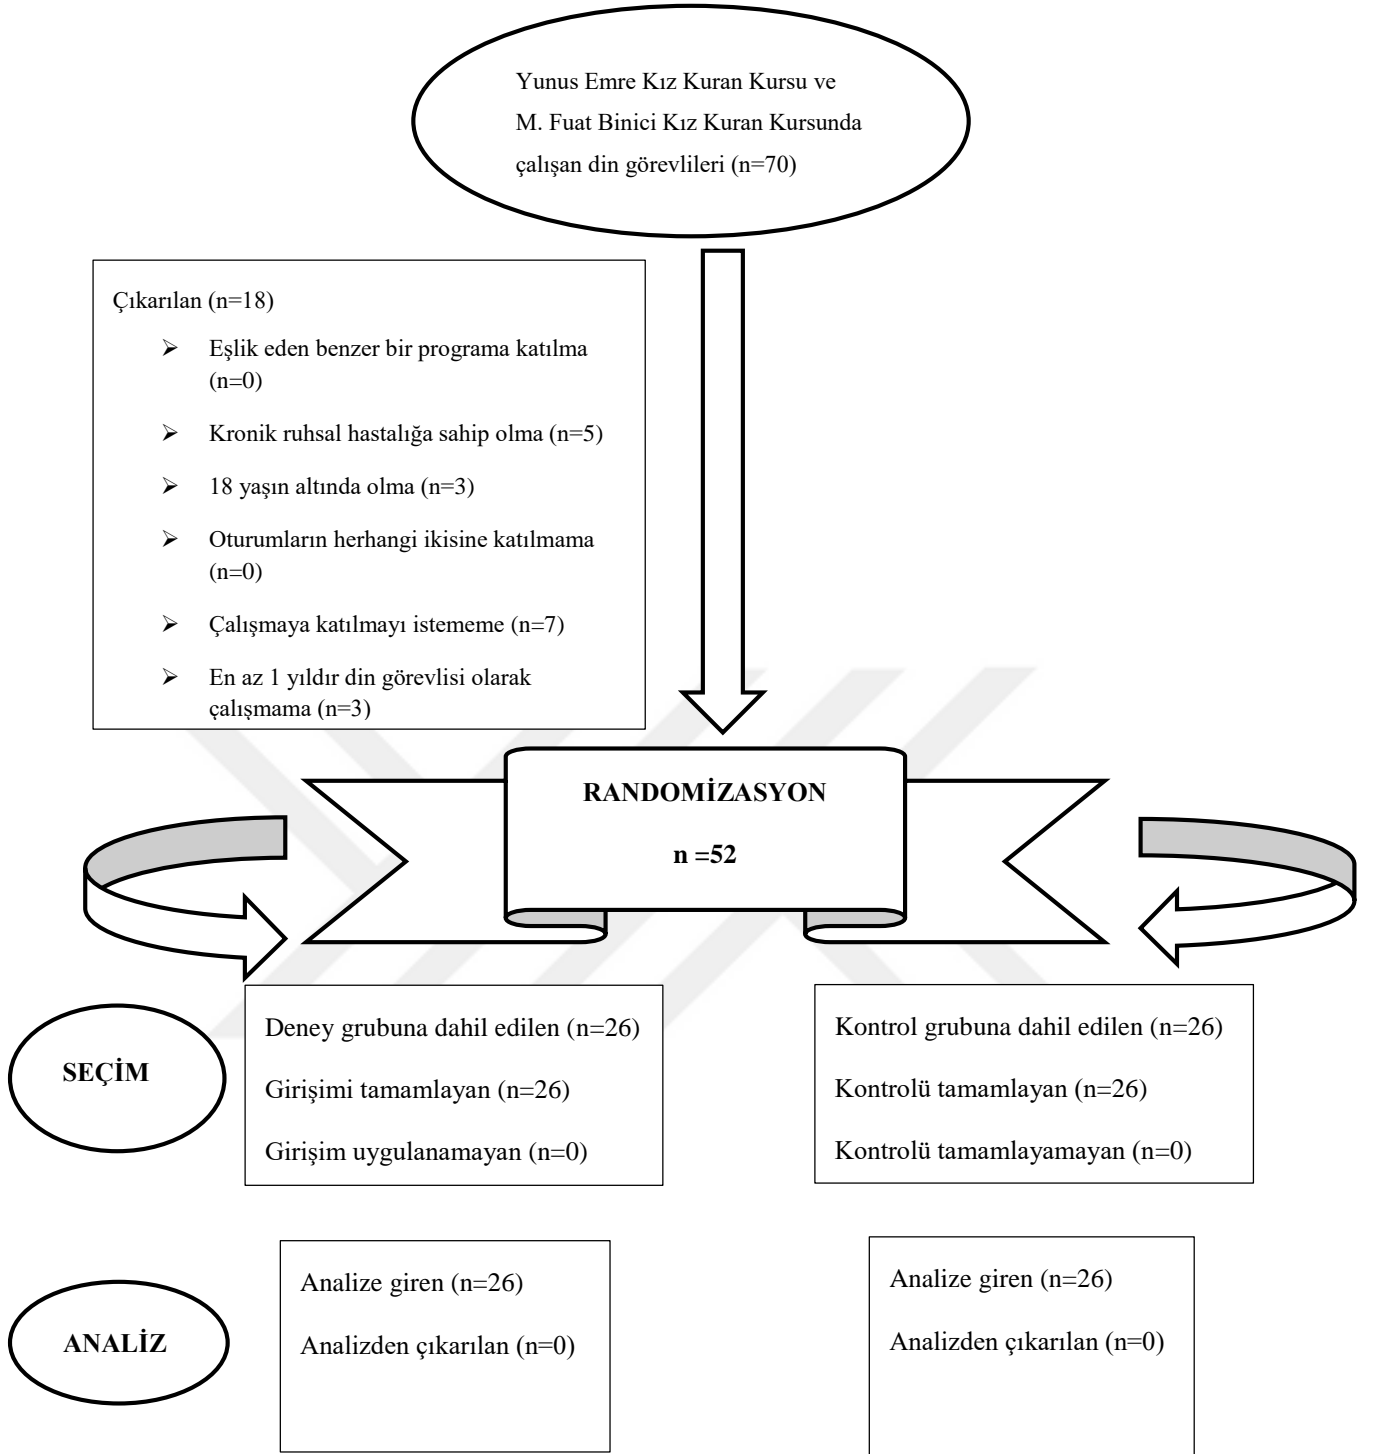 Yunus Emre Kız Kuran Kursu ve
M. Fuat Binici Kız Kuran Kursunda
çalışan din görevlileri (n=70)
Çıkarılan (n=18)
➢ Eşlik eden benzer bir programa katılma
(n=0)
➢ Kronik ruhsal hastalığa sahip olma (n=5)
➢ 18 yaşın altında olma (n=3)
➢ Oturumların herhangi ikisine katılmama
(n=0)
➢ Çalışmaya katılmayı istememe (n=7)
➢ En az 1 yıldır din görevlisi olarak
çalışmama (n=3)
RANDOMİZASYON
n =52
SEÇİM
Deney grubuna dahil edilen (n=26)
Girişimi tamamlayan (n=26)
Girişim uygulanamayan (n=0)
Kontrol grubuna dahil edilen (n=26)
Kontrolü tamamlayan (n=26)
Kontrolü tamamlayamayan (n=0)
ANALİZ
Analize giren (n=26)
Analizden çıkarılan (n=0)
Analize giren (n=26)
Analizden çıkarılan (n=0)